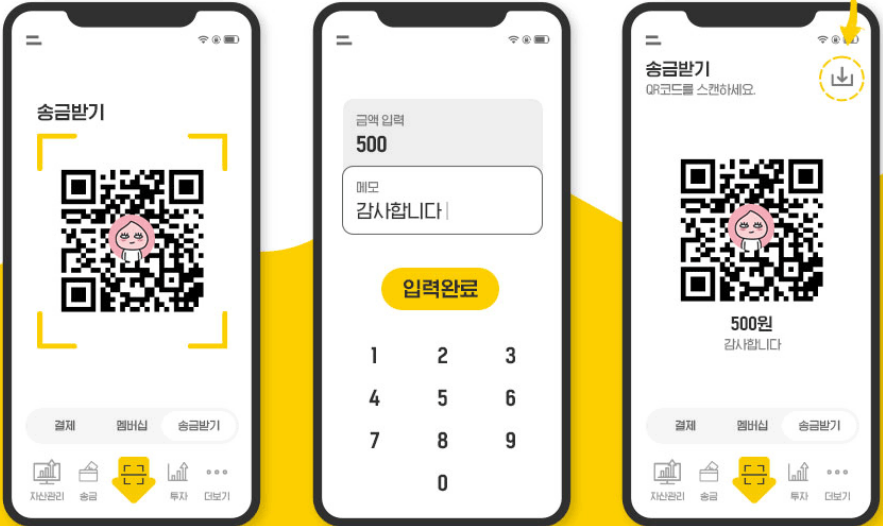 송금받기
결제 멤버십 송금받기
자산관리 송금 투자 더보기
금액 입력
500
메모
감사합니다
입력완료
1 2 3
4 5 6
7 8 9
0
송금받기
QR코드를 스캔하세요.
500원
감사합니다
결제 멤버십 송금받기
자산관리 송금 투자 더보기